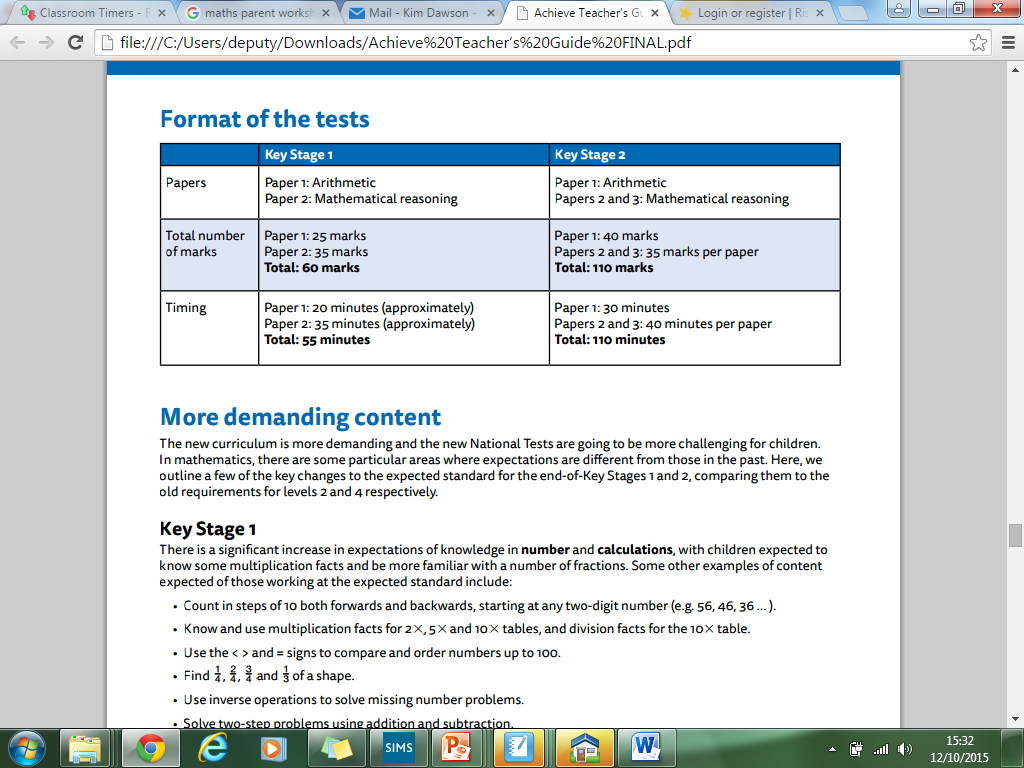 Classroom Timers - F
maths parent worksh
Mail - Kim Dawson -
Achieve Teacher's Gu
Login or register | Ris
file:///C:/Users/deputy/Downloads/Achieve%20Teacher's%20Guide%20FINAL.pdf
Format of the tests
Key Stage 1 Key Stage 2
Papers Paper 1: Arithmetic Paper 1: Arithmetic
Paper 2: Mathematical reasoning Papers 2 and 3: Mathematical reasoning
Total number Paper 1: 25 marks Paper 1: 40 marks
of marks Paper 2: 35 marks Papers 2 and 3: 35 marks per paper
Total: 60 marks Total: 110 marks
Timing Paper 1: 20 minutes (approximately) Paper 1: 30 minutes
Paper 2: 35 minutes (approximately) Papers 2 and 3: 40 minutes per paper
Total: 55 minutes Total: 110 minutes
More demanding content
The new curriculum is more demanding and the new National Tests are going to be more challenging for children.
In mathematics, there are some particular areas where expectations are different from those in the past. Here, we
outline a few of the key changes to the expected standard for the end-of-Key Stages 1 and 2, comparing them to the
old requirements for levels 2 and 4 respectively.
Key Stage 1
There is a significant increase in expectations of knowledge in number and calculations, with children expected to
know some multiplication facts and be more familiar with a number of fractions. Some other examples of content
expected of those working at the expected standard include:
• Count in steps of 10 both forwards and backwards, starting at any two-digit number (e.g. 56, 46, 36 ... ).
• Know and use multiplication facts for 2×, 5× and 10× tables, and division facts for the 10× table.
• Use the < > and = signs to compare and order numbers up to 100.
• Find 1/4, 2/4, 3/4 and 1/3 of a shape.
• Use inverse operations to solve missing number problems.
• Solve two-step problems using addition and subtraction.
SIMS
15:32
12/10/2015